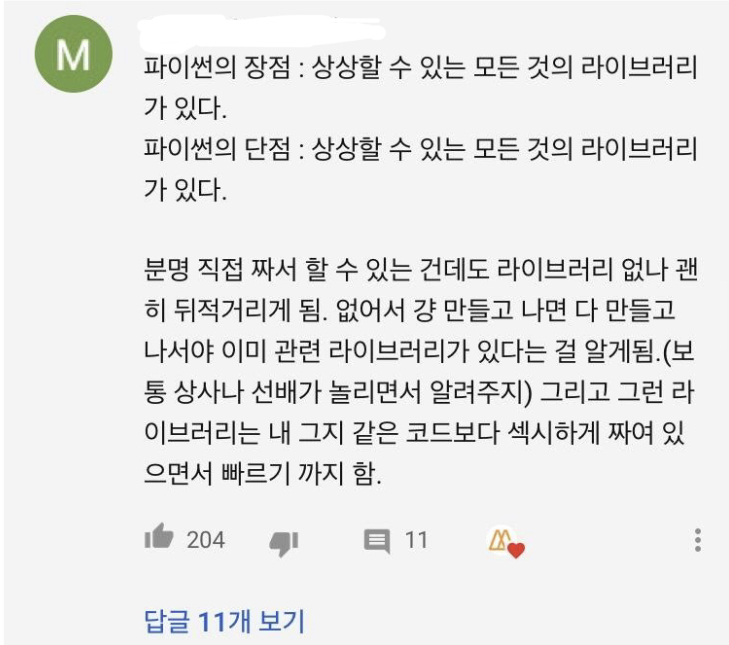 M
파이썬의 장점 : 상상할 수 있는 모든 것의 라이브러리
가 있다.
파이썬의 단점 : 상상할 수 있는 모든 것의 라이브러리
가 있다.
분명 직접 짜서 할 수 있는 건데도 라이브러리 없나 괜
히 뒤적거리게 됨. 없어서 걍 만들고 나면 다 만들고
나서야 이미 관련 라이브러리가 있다는 걸 알게됨.(보
통 상사나 선배가 놀리면서 알려주지) 그리고 그런 라
이브러리는 내 그지 같은 코드보다 섹시하게 짜여 있
으면서 빠르기 까지 함.
204
11
답글 11개 보기